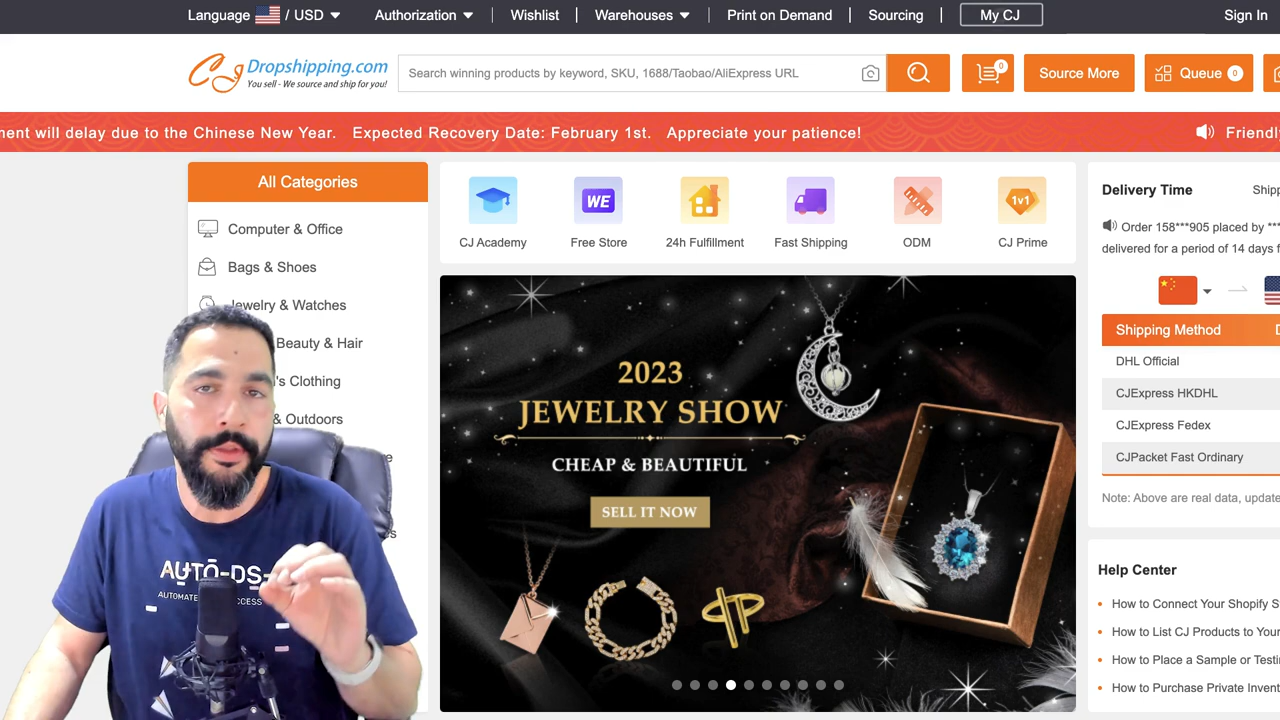 Language / USD Authorization Wishlist Warehouses Print on Demand Sourcing My CJ Sign In
CJ Dropshipping.com
You sell - We source and ship for you!
Search winning products by keyword, SKU, 1688/Taobao/AliExpress URL
0
Source More
Queue 0
ment will delay due to the Chinese New Year. Expected Recovery Date: February 1st. Appreciate your patience!
Friendl
All Categories
Computer & Office
Bags & Shoes
Jewelry & Watches
Beauty & Hair
's Clothing
& Outdoors
WE
1v1
CJ Academy
Free Store
24h Fulfillment
Fast Shipping
ODM
CJ Prime
2023
JEWELRY SHOW
CHEAP & BEAUTIFUL
SELL IT NOW
Delivery Time
Shipp
Order 158***905 placed by ***
delivered for a period of 14 days f
Shipping Method
DHL Official
CJExpress HKDHL
CJExpress Fedex
CJPacket Fast Ordinary
Note: Above are real data, update
Help Center
How to Connect Your Shopify S
How to List CJ Products to Your
How to Place a Sample or Testi
How to Purchase Private Invent
AUTO-DS
AUTOMATE